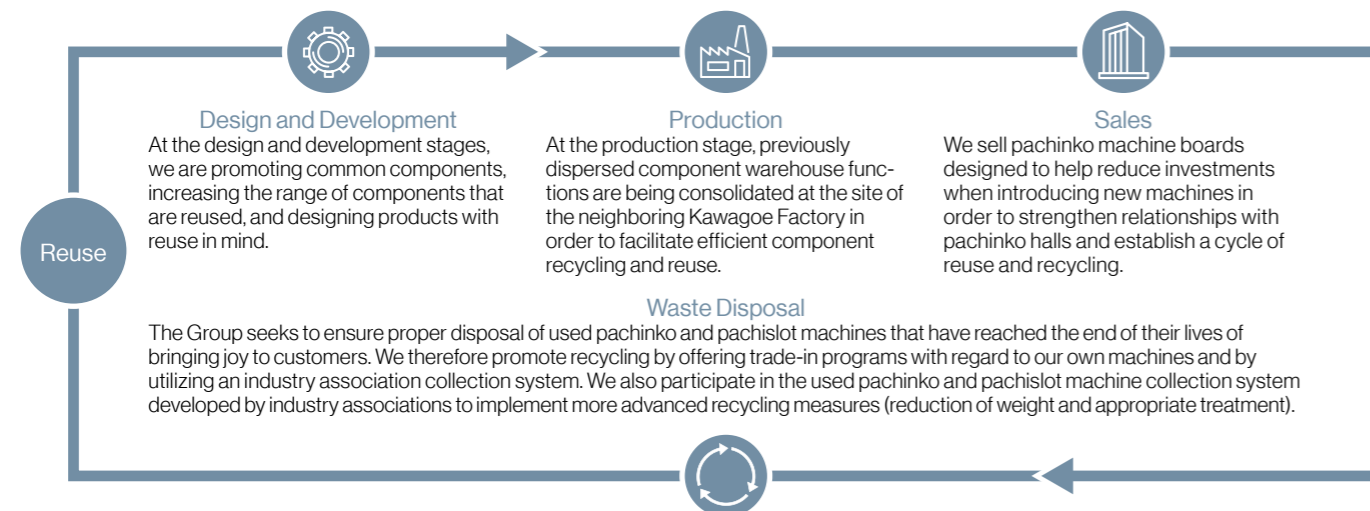 Reuse
Design and Development
At the design and development stages,
we are promoting common components,
increasing the range of components that
are reused, and designing products with
reuse in mind.
Production
At the production stage, previously
dispersed component warehouse func-
tions are being consolidated at the site of
the neighboring Kawagoe Factory in
order to facilitate efficient component
recycling and reuse.
Sales
We sell pachinko machine boards
designed to help reduce investments
when introducing new machines in
order to strengthen relationships with
pachinko halls and establish a cycle of
reuse and recycling.
Waste Disposal
The Group seeks to ensure proper disposal of used pachinko and pachislot machines that have reached the end of their lives of
bringing joy to customers. We therefore promote recycling by offering trade-in programs with regard to our own machines and by
utilizing an industry association collection system. We also participate in the used pachinko and pachislot machine collection system
developed by industry associations to implement more advanced recycling measures (reduction of weight and appropriate treatment).